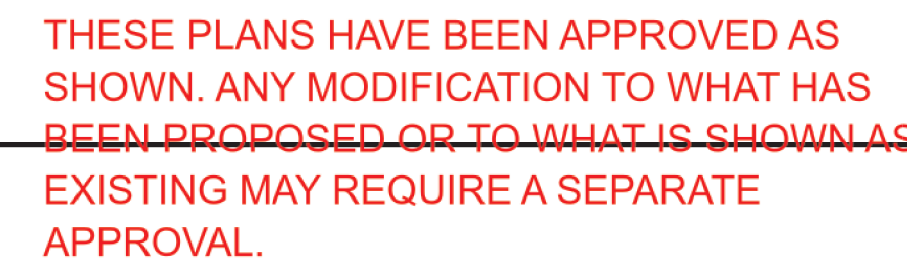 THESE PLANS HAVE BEEN APPROVED AS
SHOWN. ANY MODIFICATION TO WHAT HAS
BEEN PROPOSED OR TO WHAT IS SHOWN AS
EXISTING MAY REQUIRE A SEPARATE
APPROVAL.